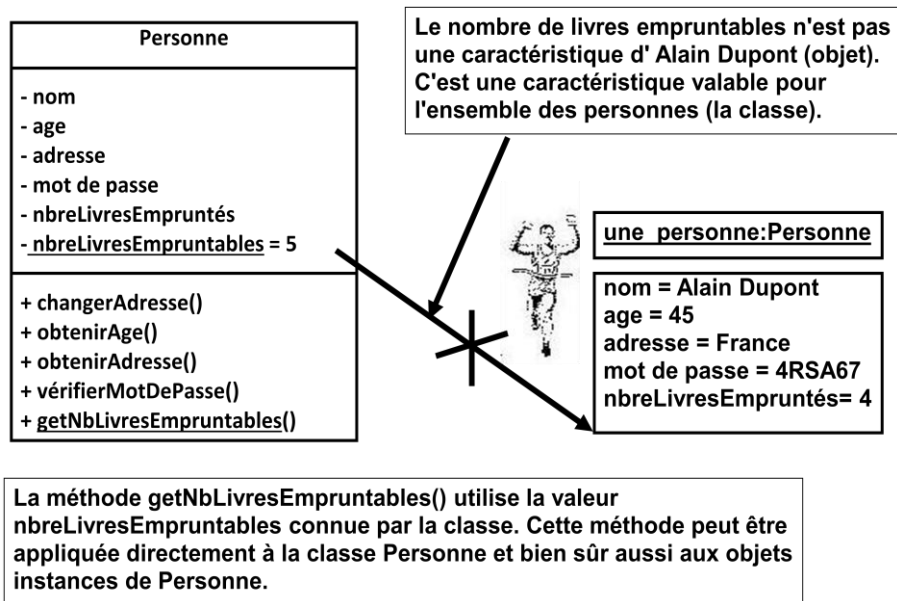 Personne
- nom
- age
- adresse
- mot de passe
- nbreLivresEmpruntés
- nbreLivresEmpruntables = 5
+ changerAdresse()
+ obtenirAge()
+ obtenirAdresse()
+ vérifierMotDePasse()
+ getNbLivresEmpruntables()
Le nombre de livres empruntables n'est pas
une caractéristique d' Alain Dupont (objet).
C'est une caractéristique valable pour
l'ensemble des personnes (la classe).
une personne:Personne
nom = Alain Dupont
age = 45
adresse = France
mot de passe = 4RSA67
nbreLivresEmpruntés= 4
La méthode getNbLivresEmpruntables() utilise la valeur
nbreLivresEmpruntables connue par la classe. Cette méthode peut être
appliquée directement à la classe Personne et bien sûr aussi aux objets
instances de Personne.